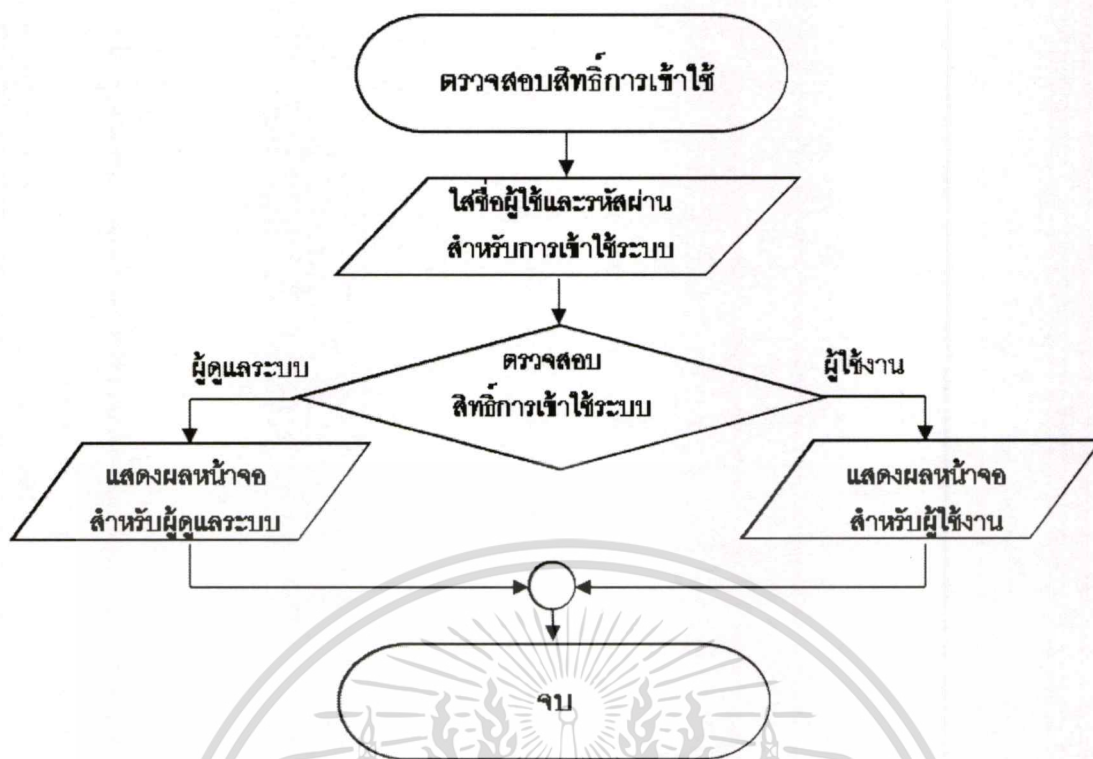 ตรวจสอบสิทธิ์การเข้าใช้
ใส่ชื่อผู้ใช้และรหัสผ่าน
สำหรับการเข้าใช้ระบบ
ตรวจสอบ
สิทธิ์การเข้าใช้ระบบ
ผู้ดูแลระบบ
ผู้ใช้งาน
แสดงผลหน้าจอ
สำหรับผู้ดูแลระบบ
แสดงผลหน้าจอ
สำหรับผู้ใช้งาน
จบ